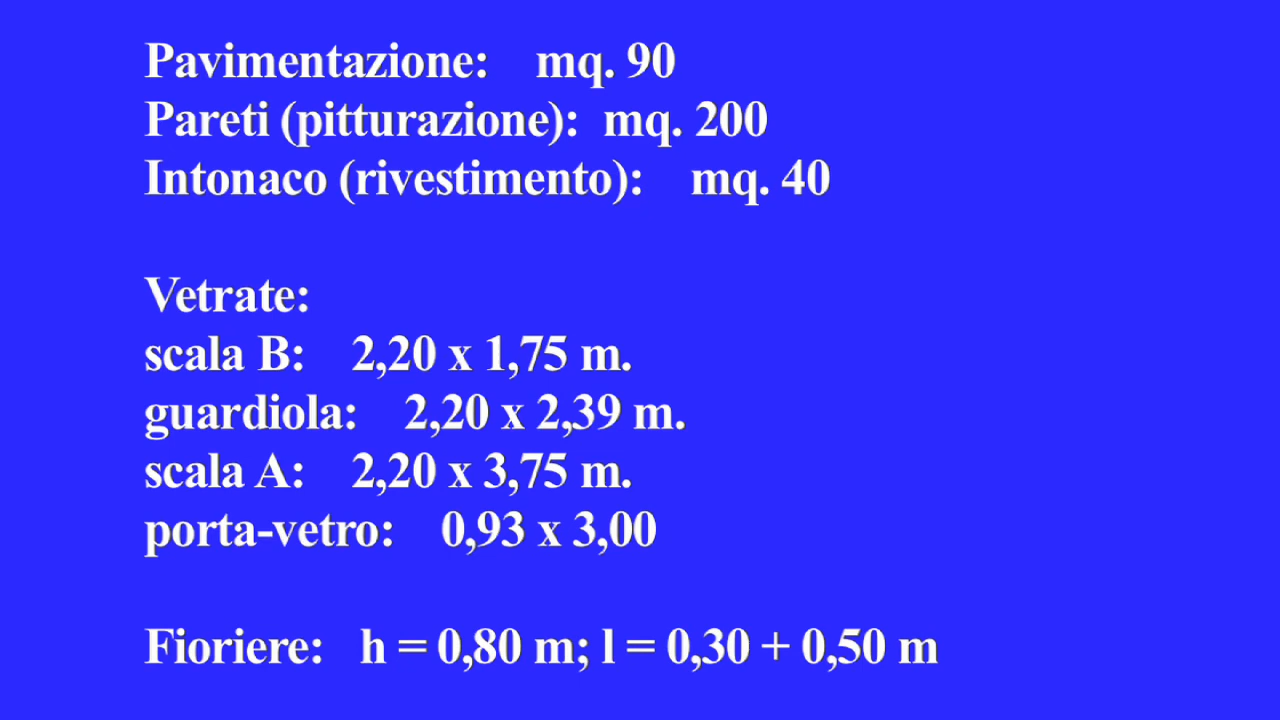 Pavimentazione: mq. 90
Pareti (pitturazione): mq. 200
Intonaco (rivestimento): mq. 40
Vetrate:
scala B: 2,20 x 1,75 m.
guardiola: 2,20 x 2,39 m.
scala A: 2,20 x 3,75 m.
porta-vetro: 0,93 x 3,00
Fioriere: h = 0,80 m; l = 0,30 + 0,50 m